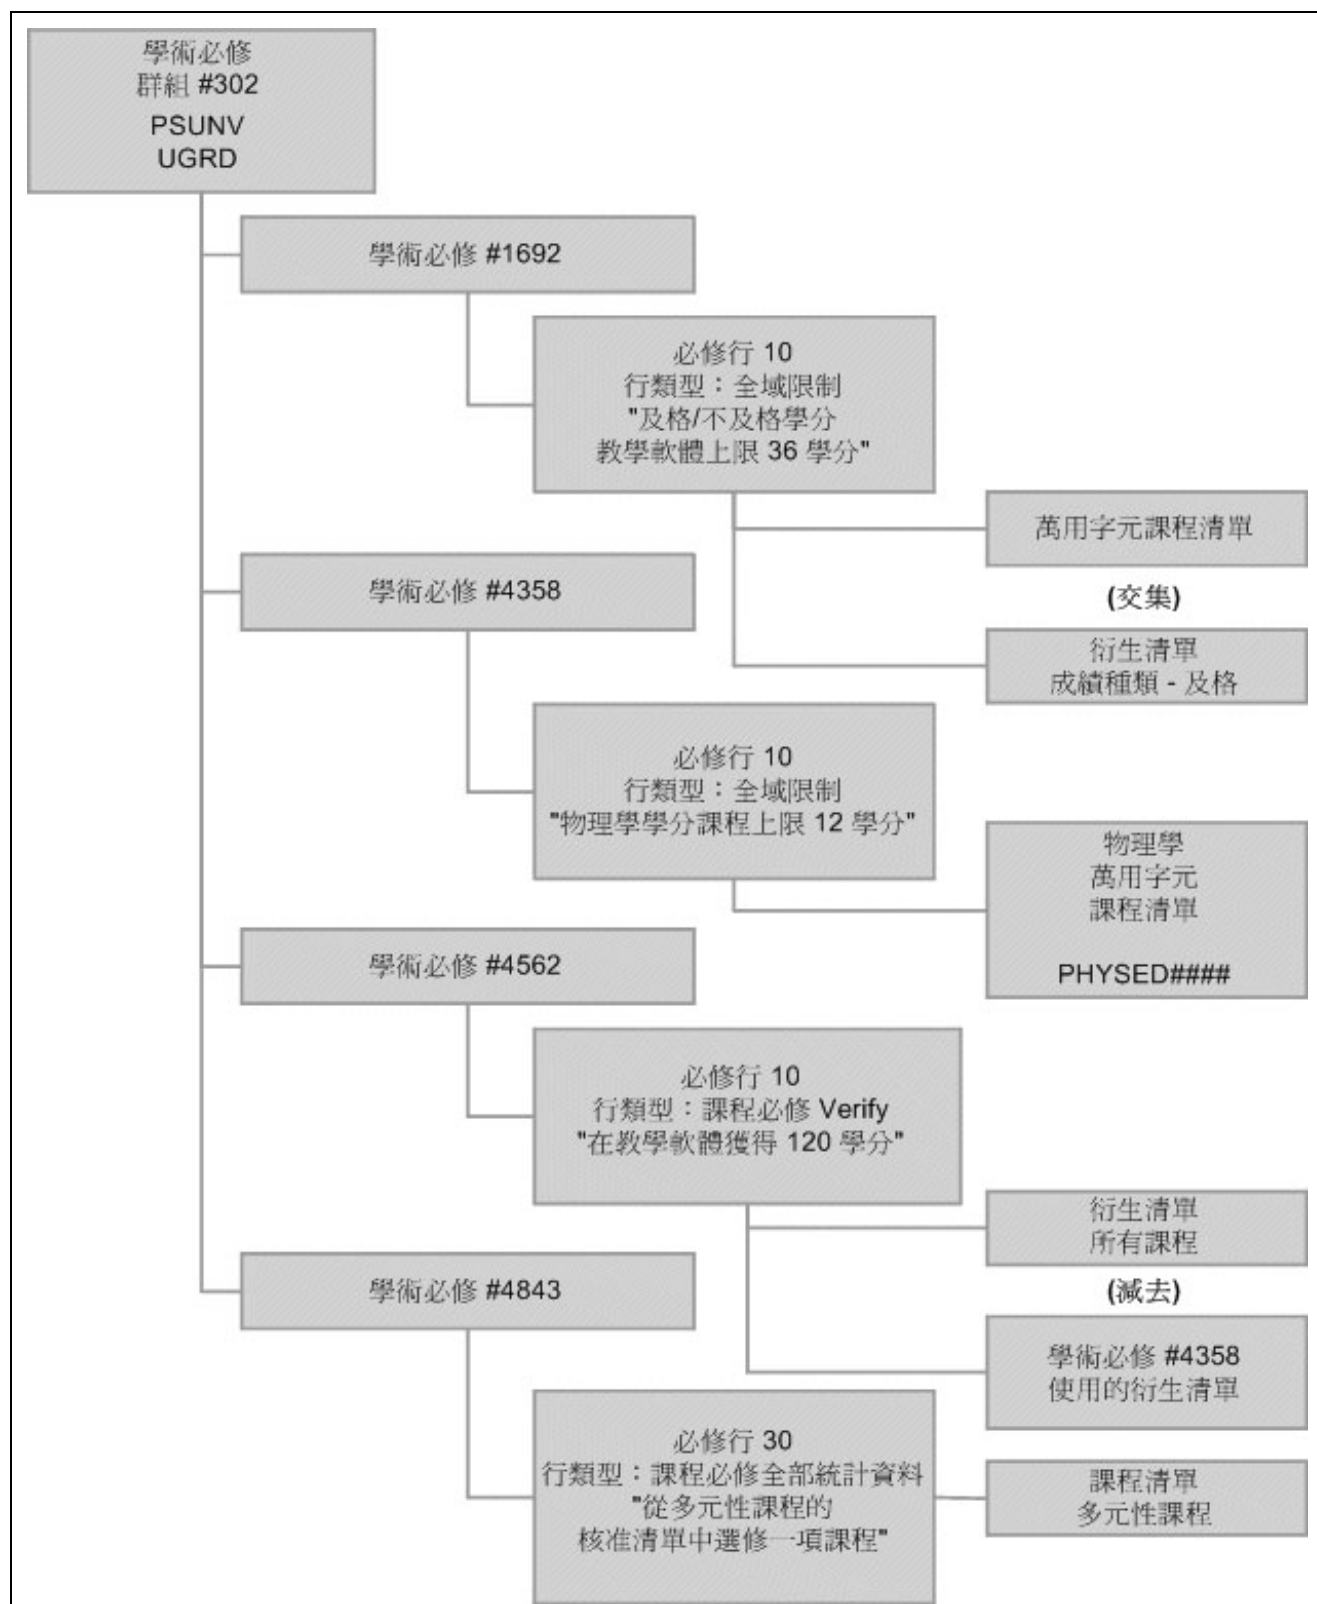 學術必修
群組 #302
PSUNV
UGRD
學術必修 #1692
必修行 10
行類型：全域限制
"及格/不及格學分
教學軟體上限 36 學分"
萬用字元課程清單
(交集)
衍生清單
成績種類 - 及格
學術必修 #4358
必修行 10
行類型：全域限制
"物理學學分課程上限 12 學分"
物理學
萬用字元
課程清單
PHYSED####
學術必修 #4562
必修行 10
行類型：課程必修 Verify
"在教學軟體獲得 120 學分"
衍生清單
所有課程
(減去)
學術必修 #4358
使用的衍生清單
學術必修 #4843
必修行 30
行類型：課程必修全部統計資料
"從多元性課程的
核准清單中選修一項課程"
課程清單
多元性課程